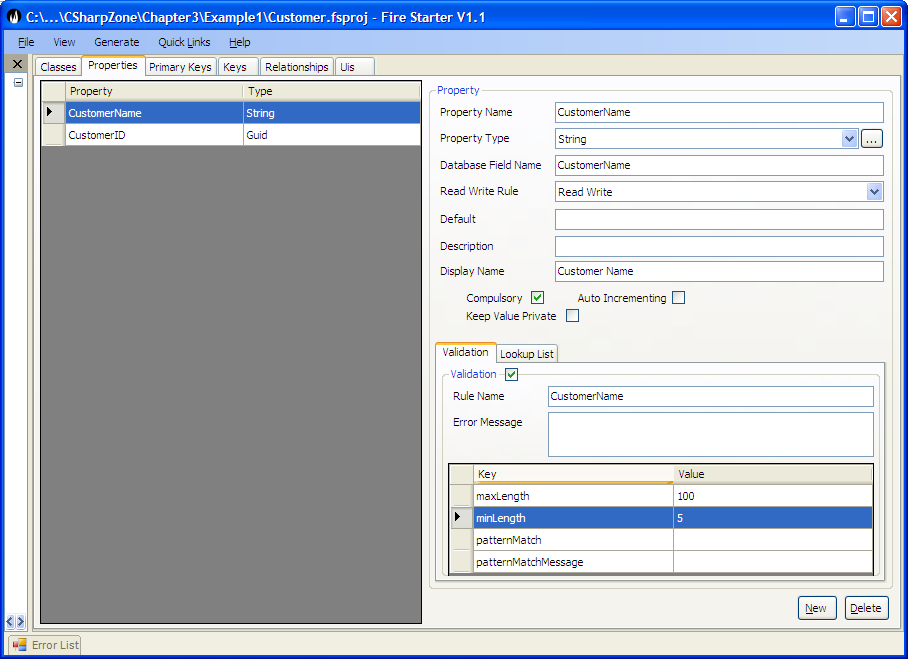 C:\...\CSharpZone\Chapter3\Example1\Customer.fsproj - Fire Starter V1.1
File View Generate Quick Links Help
Classes Properties Primary Keys Keys Relationships Uis
Property Type
CustomerName String
CustomerID Guid
Property
Property Name CustomerName
Property Type String ...
Database Field Name CustomerName
Read Write Rule Read Write
Default
Description
Display Name Customer Name
Compulsory Auto Incrementing
Keep Value Private
Validation Lookup List
Validation
Rule Name CustomerName
Error Message
Key Value
maxLength 100
minLength 5
patternMatch
patternMatchMessage
New Delete
Error List